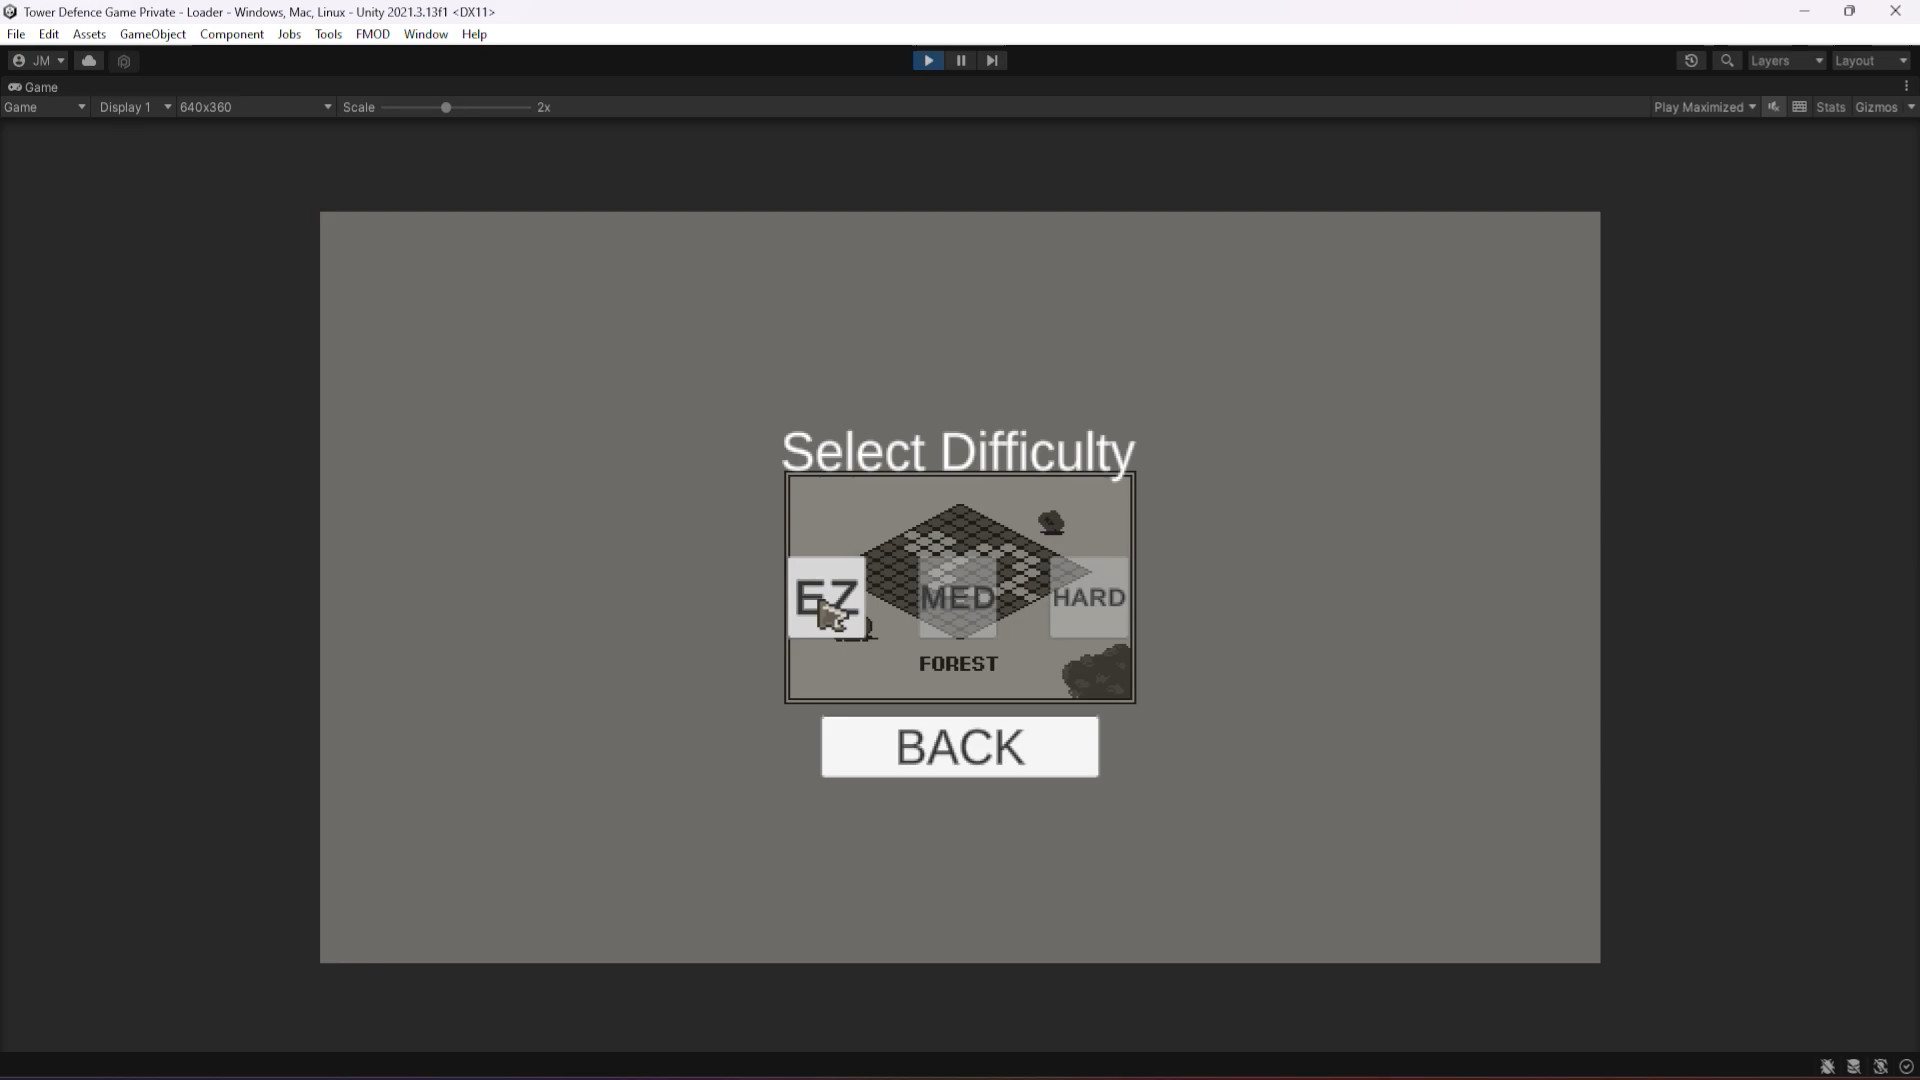 Tower Defence Game Private - Loader - Windows, Mac, Linux - Unity 2021.3.13f1 <DX11>
File Edit Assets GameObject Component Jobs Tools FMOD Window Help
JM Layers Layout
Game
Game Display 1 640x360 Scale 2x Play Maximized Stats Gizmos
Select Difficulty
EZ MED HARD
FOREST
BACK